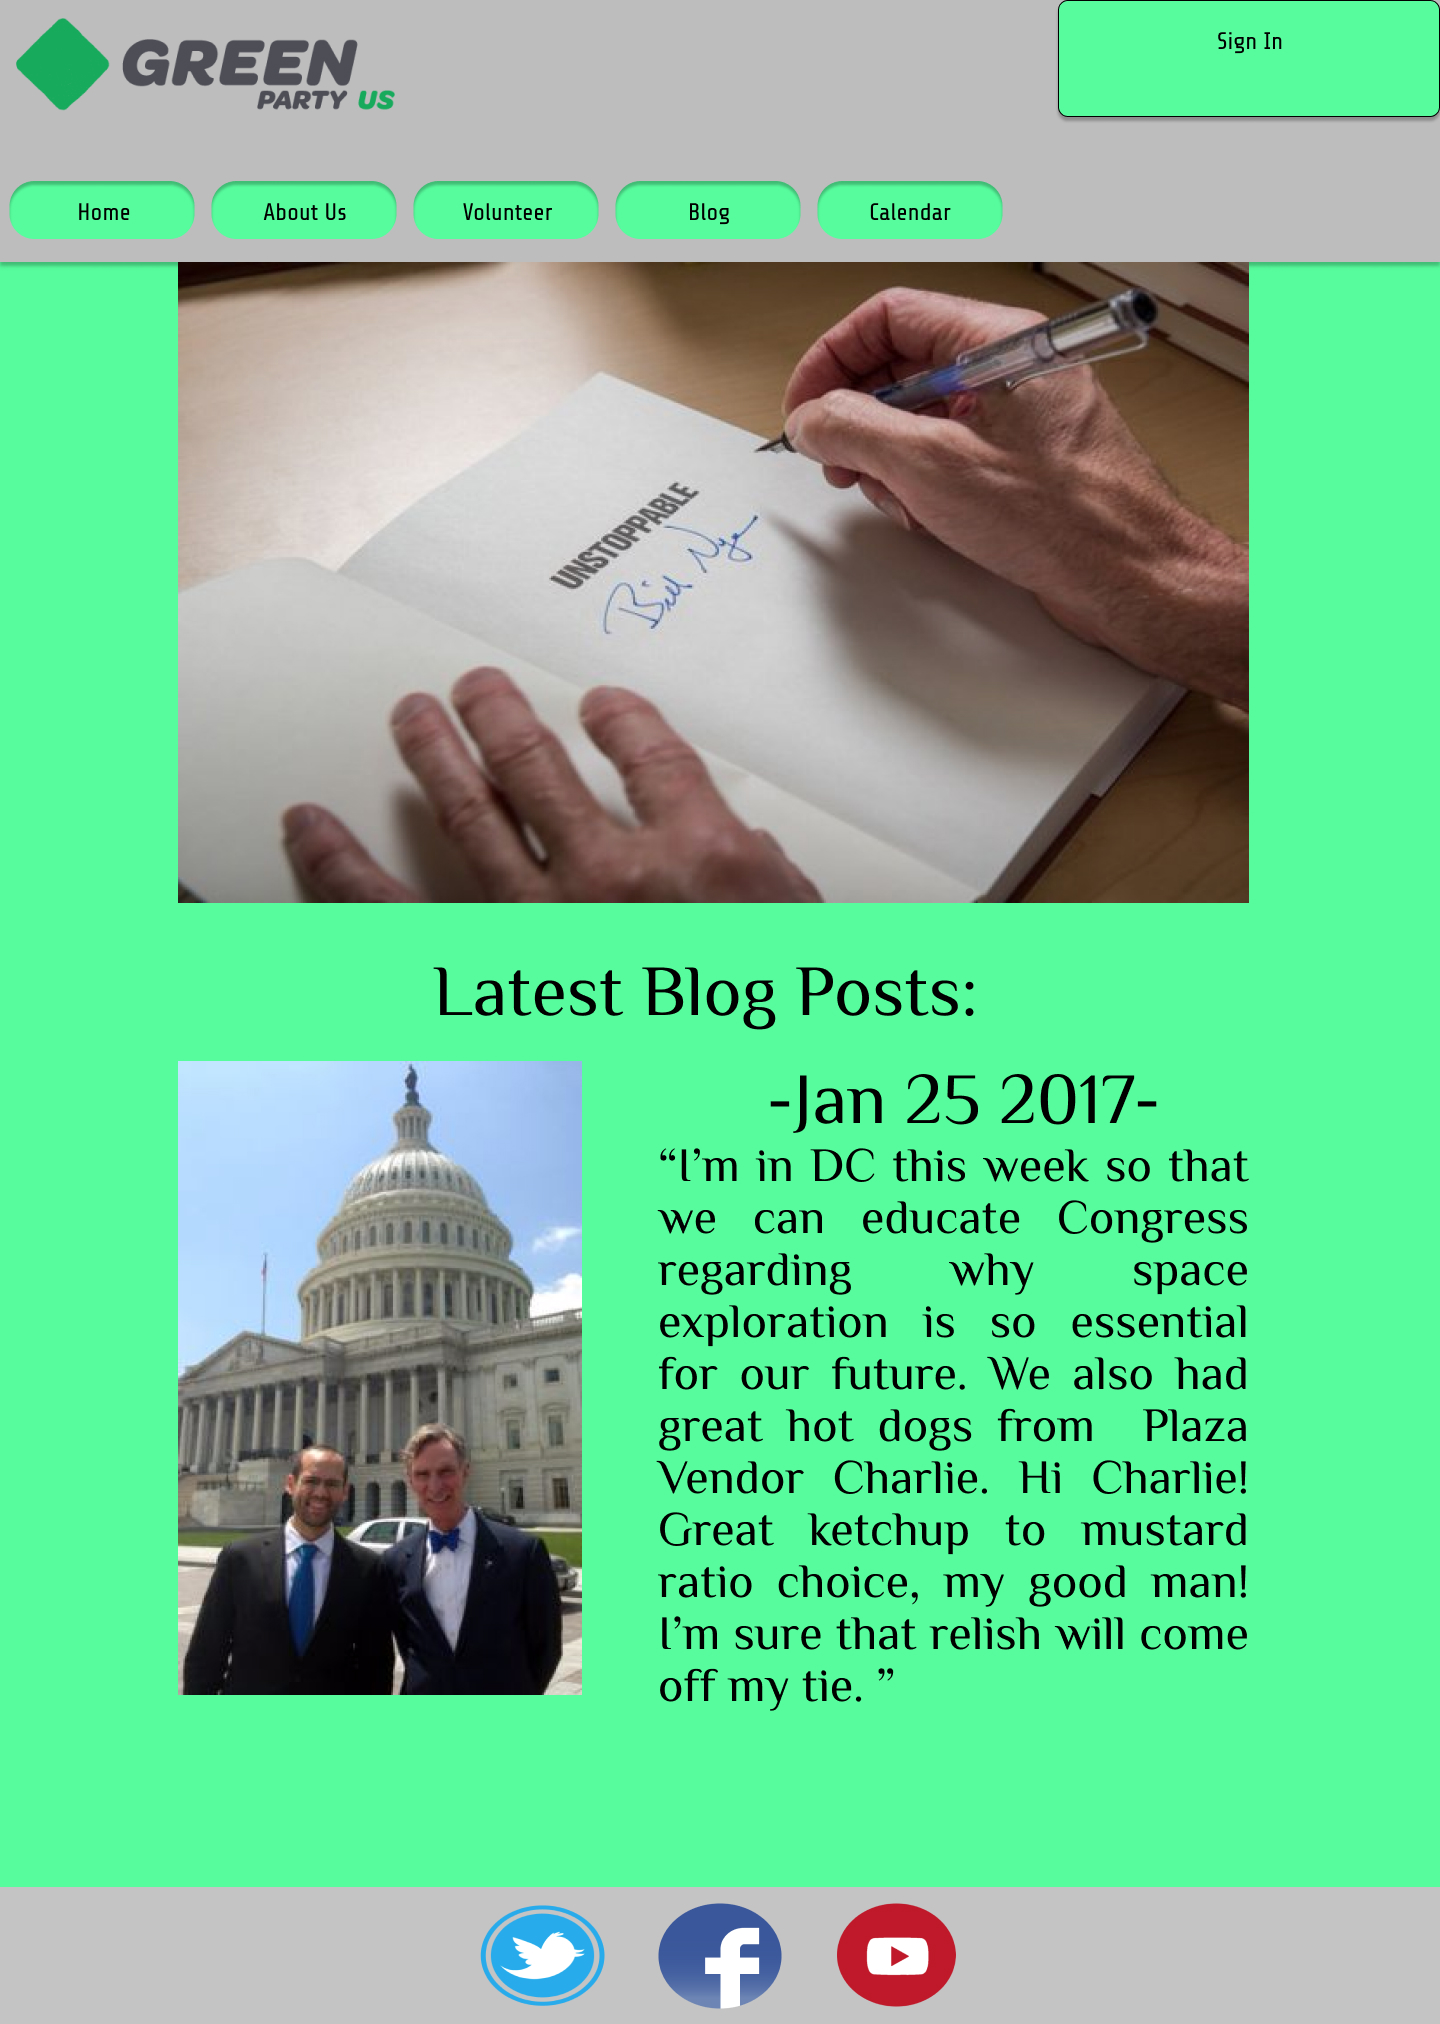 GREEN
PARTY US
Sign In
Home
About Us
Volunteer
Blog
Calendar
UNSTOPPABLE
Bill Nye
Latest Blog Posts:
-Jan 25 2017-
“I’m in DC this week so that
we can educate Congress
regarding why space
exploration is so essential
for our future. We also had
great hot dogs from Plaza
Vendor Charlie. Hi Charlie!
Great ketchup to mustard
ratio choice, my good man!
I’m sure that relish will come
off my tie. ”